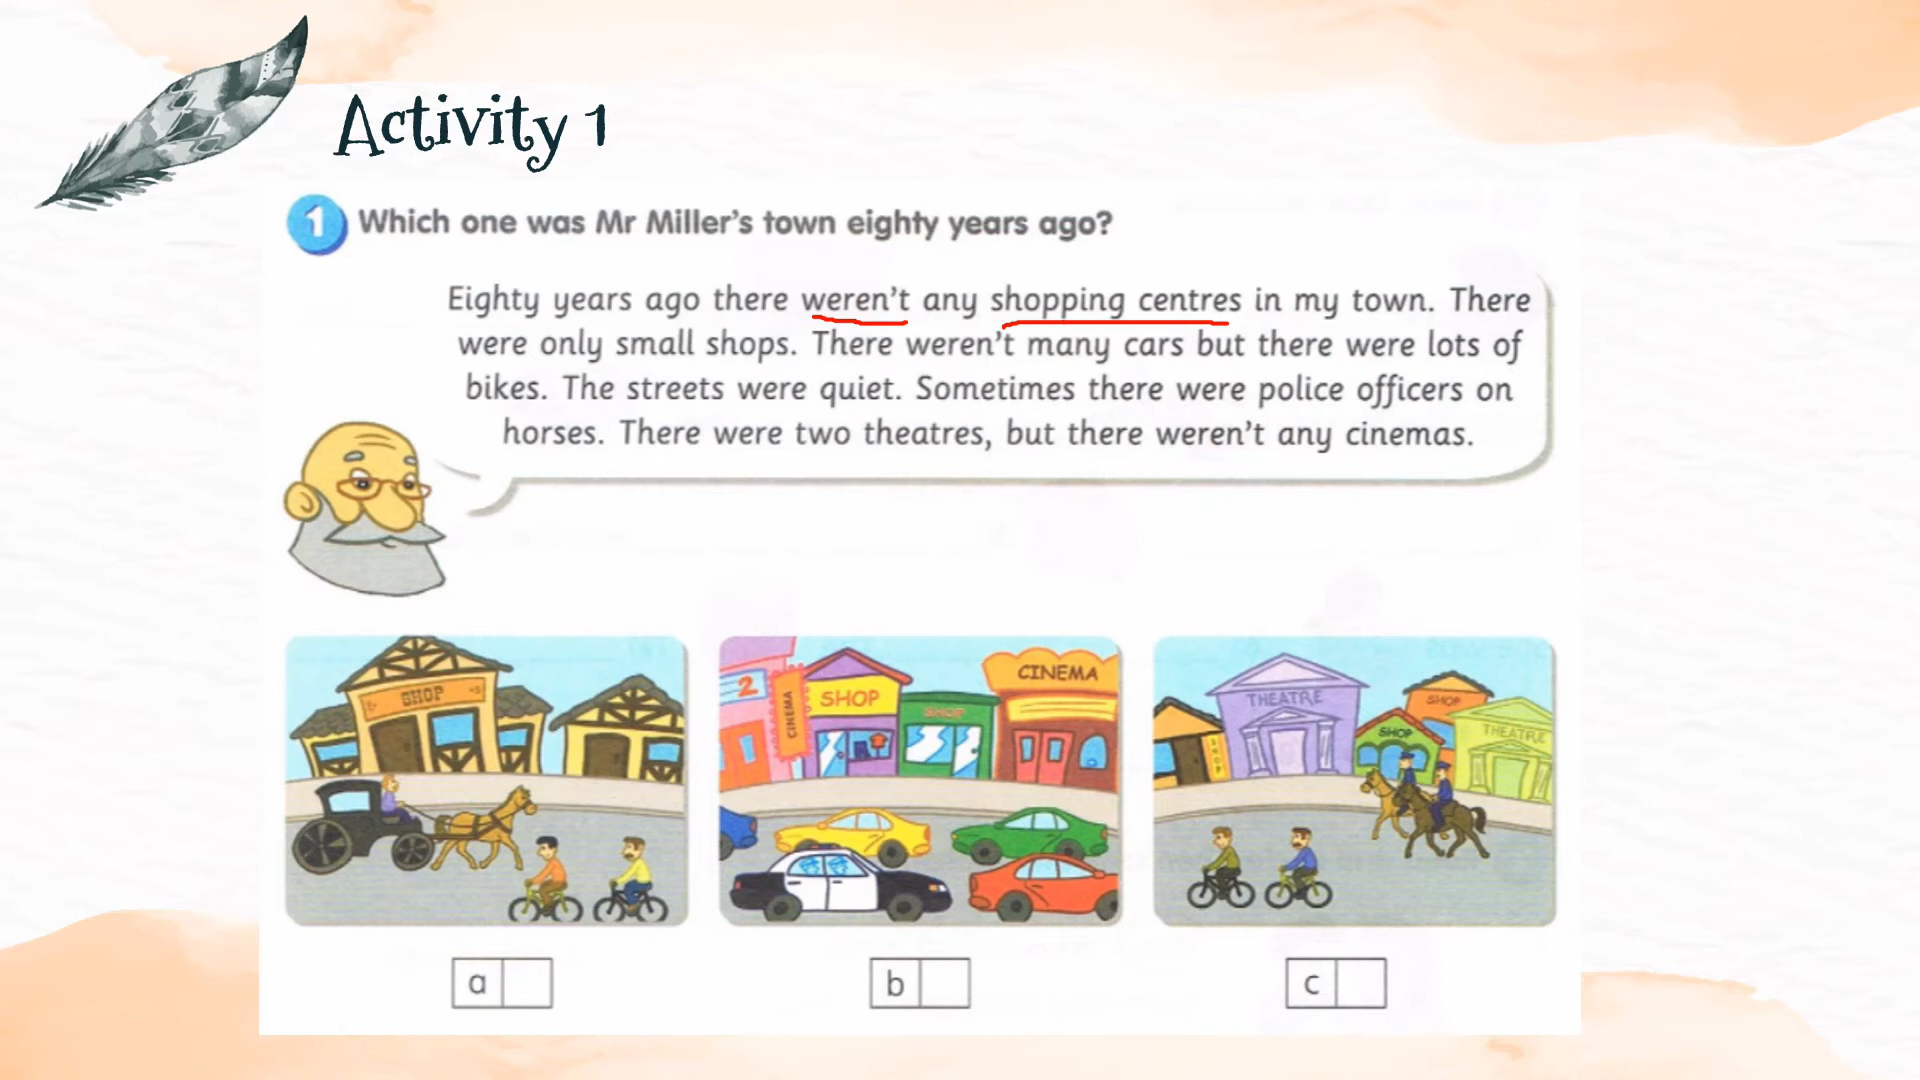 Activity 1
1 Which one was Mr Miller's town eighty years ago?
Eighty years ago there weren't any shopping centres in my town. There
were only small shops. There weren't many cars but there were lots of
bikes. The streets were quiet. Sometimes there were police officers on
horses. There were two theatres, but there weren't any cinemas.
SHOP
2
CINEMA
SHOP
SHOP
CINEMA
SHOP
THEATRE
SHOP
SHOP
THEATRE
a
b
c